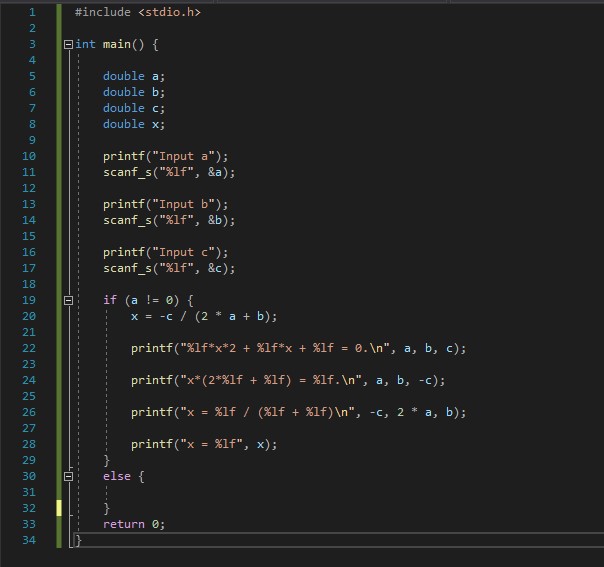 1 #include <stdio.h>
2
3 int main() {
4
5 double a;
6 double b;
7 double c;
8 double x;
9
10 printf("Input a");
11 scanf_s("%lf", &a);
12
13 printf("Input b");
14 scanf_s("%lf", &b);
15
16 printf("Input c");
17 scanf_s("%lf", &c);
18
19 if (a != 0) {
20 x = -c / (2 * a + b);
21
22 printf("%lf*x*2 + %lf*x + %lf = 0.\n", a, b, c);
23
24 printf("x*(2*%lf + %lf) = %lf.\n", a, b, -c);
25
26 printf("x = %lf / (%lf + %lf)\n", -c, 2 * a, b);
27
28 printf("x = %lf", x);
29 }
30 else {
31
32 }
33 return 0;
34 }